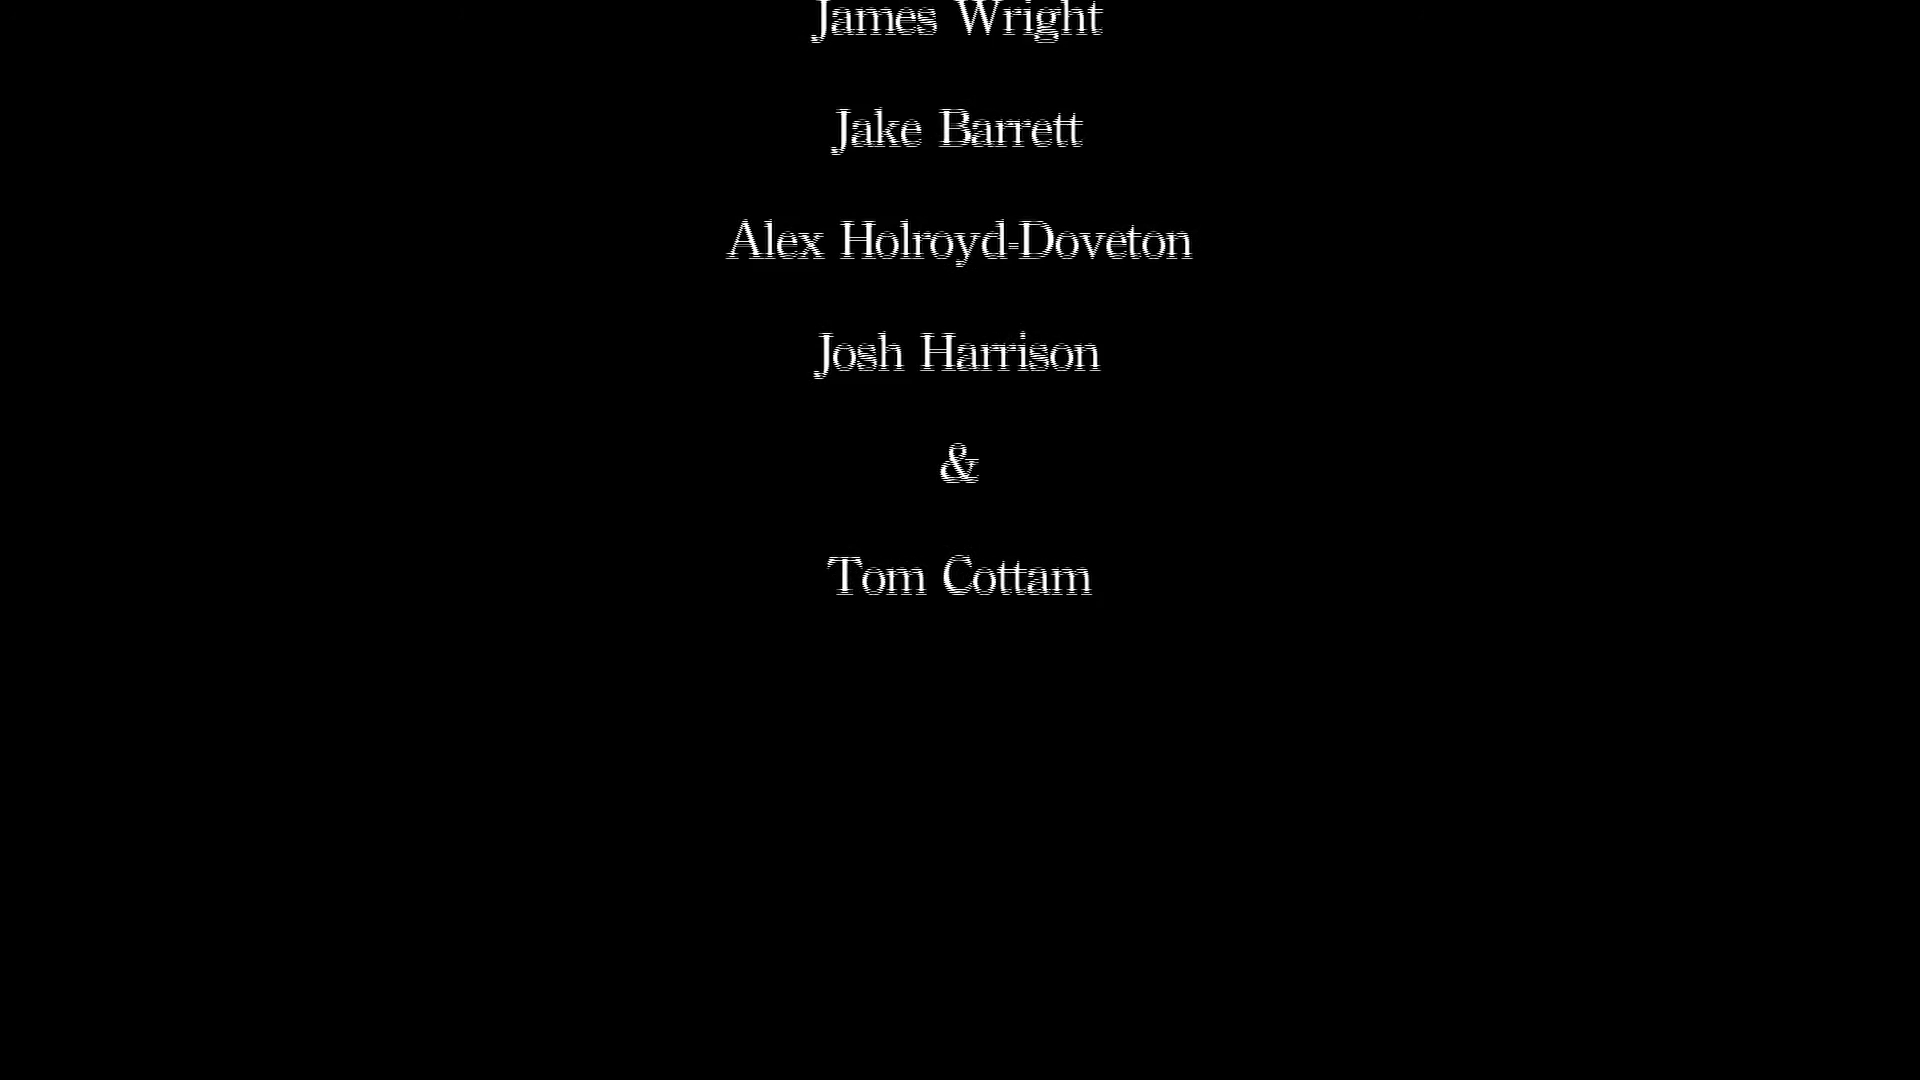 James Wright
Jake Barrett
Alex Holroyd-Doveton
Josh Harrison
&
Tom Cottam